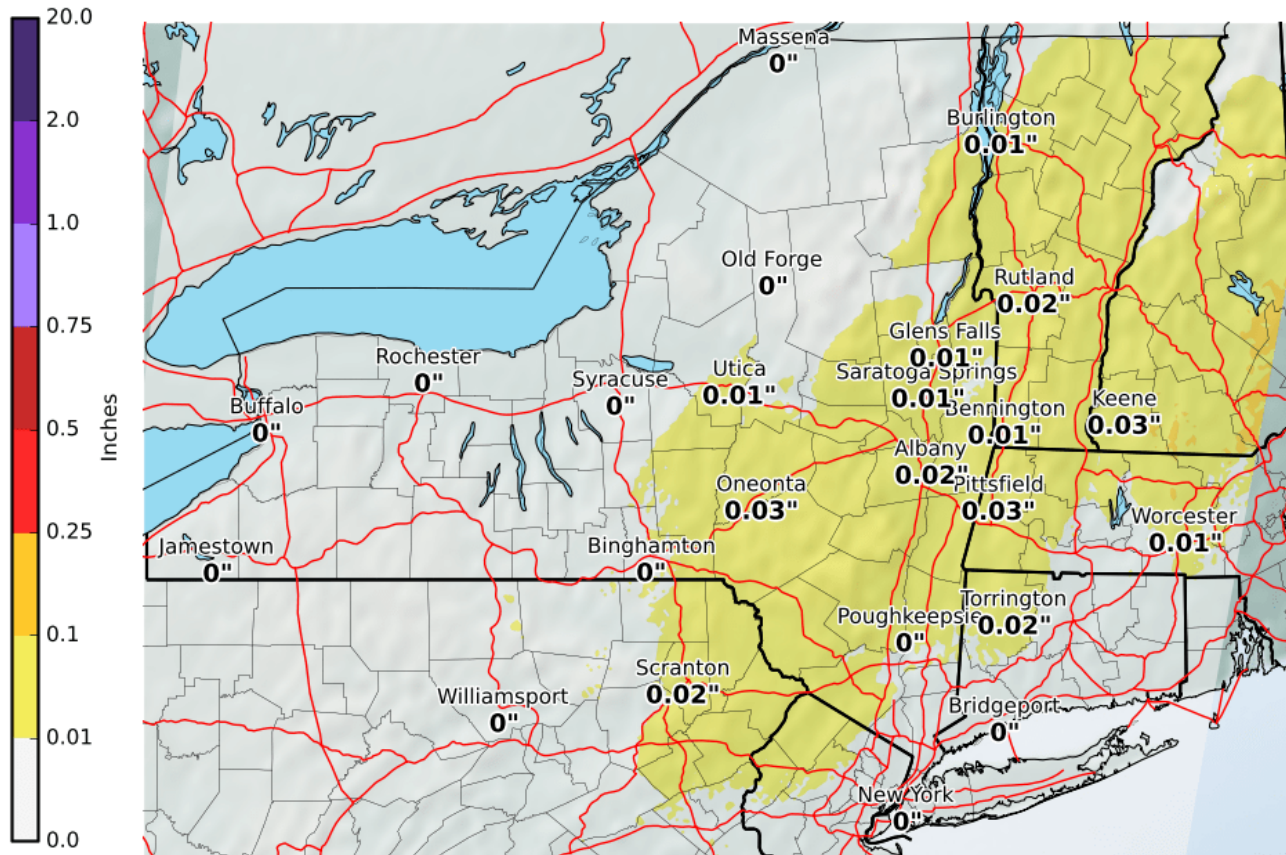 20.0
2.0
1.0
0.75
0.5
0.25
0.1
0.01
0.0
Inches
Massena
0"
Burlington
0.01"
Old Forge
0"
Rutland
0.02"
Glens Falls
0.01"
Rochester
0"
Utica
0.01"
Saratoga Springs
0.01"
Syracuse
0"
Buffalo
0"
Keene
0.03"
Bennington
0.01"
Albany
0.02"
Oneonta
0.03"
Pittsfield
0.03"
Worcester
0.01"
Jamestown
0"
Binghamton
0"
Torrington
0.02"
Poughkeepsie
0"
Scranton
0.02"
Williamsport
0"
Bridgeport
0"
New York
0"